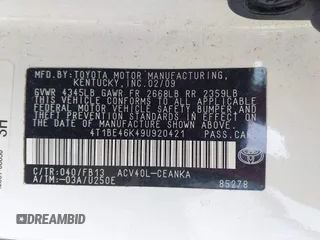 MFD.BY:TOYOTA MOTOR MANUFACTURING,
KENTUCKY,INC. 02/09
GVWR 4345LB GAWR FR 2668LB RR 2359LB
THIS VEHICLE CONFORMS TO ALL APPLICABLE
FEDERAL MOTOR VEHICLE SAFETY,
BUMPER, AND THEFT PREVENTION STANDARDS
IN EFFECT ON THE DATE OF MANUFACTURE
SHOWN ABOVE.
4T1BE46K49U920421 PASS.CAR
TOYOTA
C/TR:040/FB13 ACV40L-CEANKA
A/TM:-03A/U250E
85278
DREAMBID